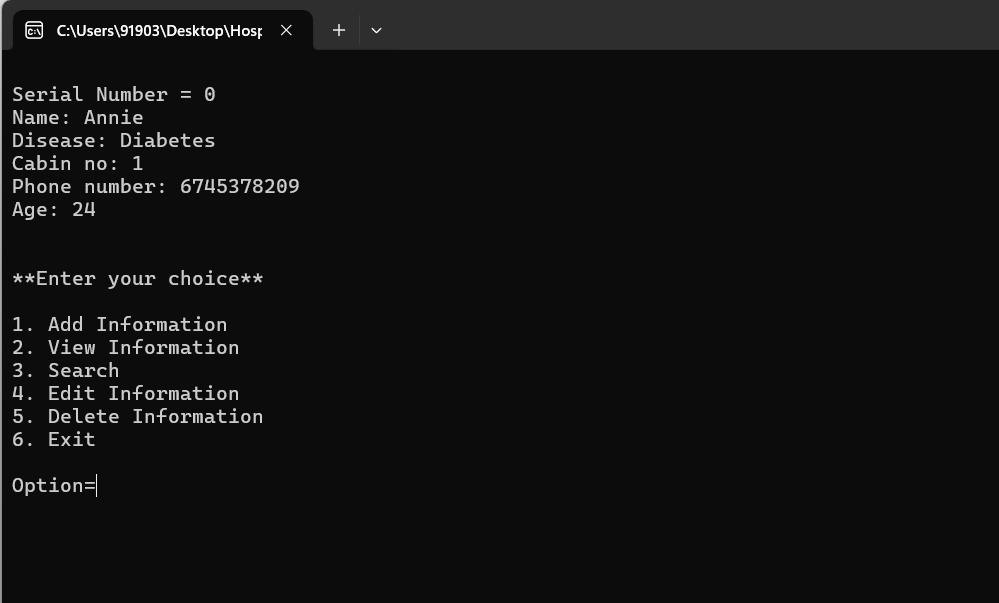 C:\Users\91903\Desktop\Hosp
Serial Number = 0
Name: Annie
Disease: Diabetes
Cabin no: 1
Phone number: 6745378209
Age: 24
**Enter your choice**
1. Add Information
2. View Information
3. Search
4. Edit Information
5. Delete Information
6. Exit
Option=